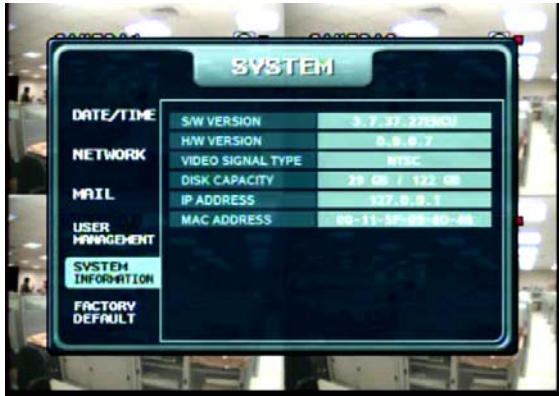 SYSTEM
DATE/TIME
NETWORK
MAIL
USER
MANAGEMENT
SYSTEM
INFORMATION
FACTORY
DEFAULT
S/W VERSION
H/W VERSION 0.9.0.7
VIDEO SIGNAL TYPE NTSC
DISK CAPACITY 29 GB / 122 GB
IP ADDRESS 127.0.0.1
MAC ADDRESS